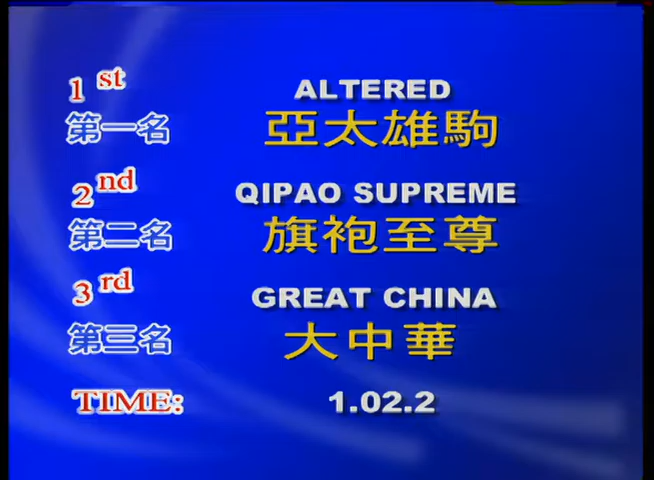 1st ALTERED
第一名 亞太雄駒
2nd QIPAO SUPREME
第二名 旗袍至尊
3rd GREAT CHINA
第三名 大中華
TIME: 1.02.2